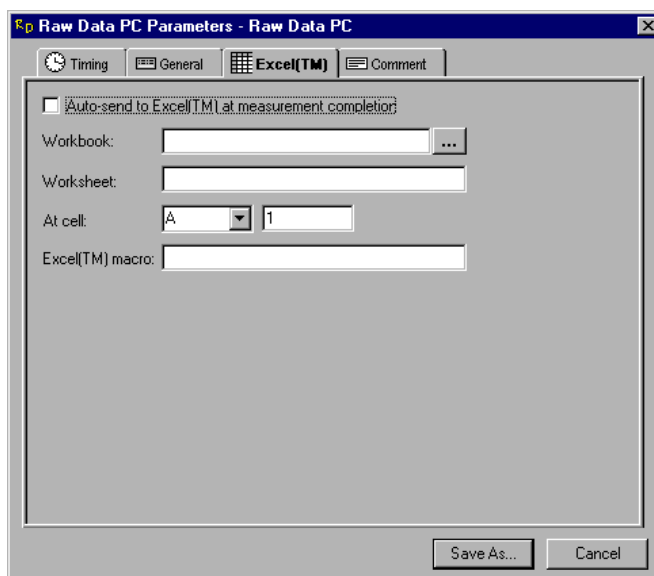 Rp Raw Data PC Parameters - Raw Data PC
Timing General Excel(TM) Comment
Auto-send to Excel(TM) at measurement completion
Workbook: ...
Worksheet:
At cell: A 1
Excel(TM) macro:
Save As... Cancel